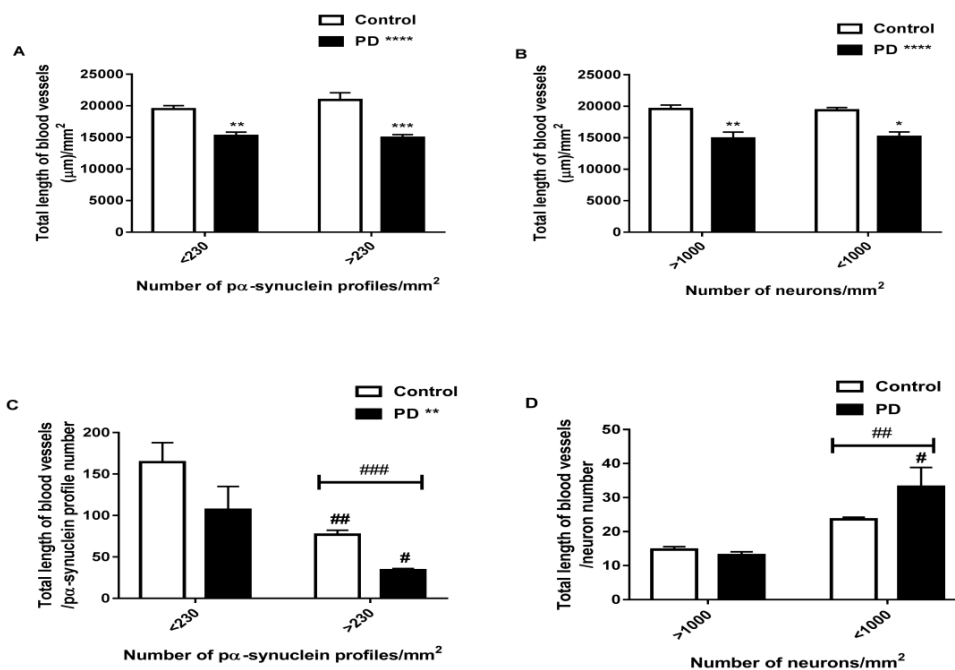 A
Control
PD ****
Total length of blood vessels
(µm)/mm²
25000
20000
15000
10000
5000
0
**
***
<230
>230
Number of pα-synuclein profiles/mm²
B
Control
PD ****
Total length of blood vessels
(µm)/mm²
25000
20000
15000
10000
5000
0
**
*
>1000
<1000
Number of neurons/mm²
C
Control
PD **
Total length of blood vessels
/pα-synuclein profile number
200
150
100
50
0
###
##
#
<230
>230
Number of pα-synuclein profiles/mm²
D
Control
PD
Total length of blood vessels
/neuron number
50
40
30
20
10
0
##
#
>1000
<1000
Number of neurons/mm²